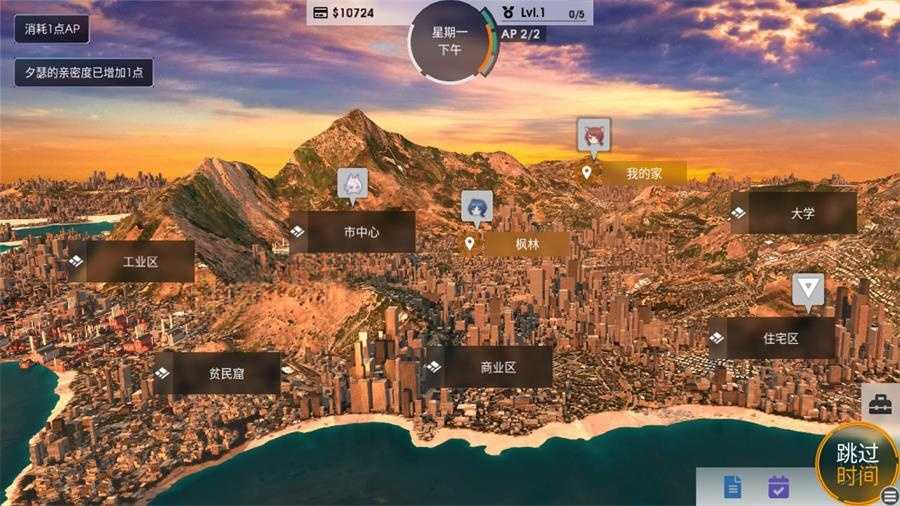 消耗1点AP
夕瑟的亲密度已增加1点
$10724
星期一
下午
Lvl.1
0/5
AP 2/2
我的家
大学
市中心
枫林
工业区
住宅区
贫民窟
商业区
跳过
时间